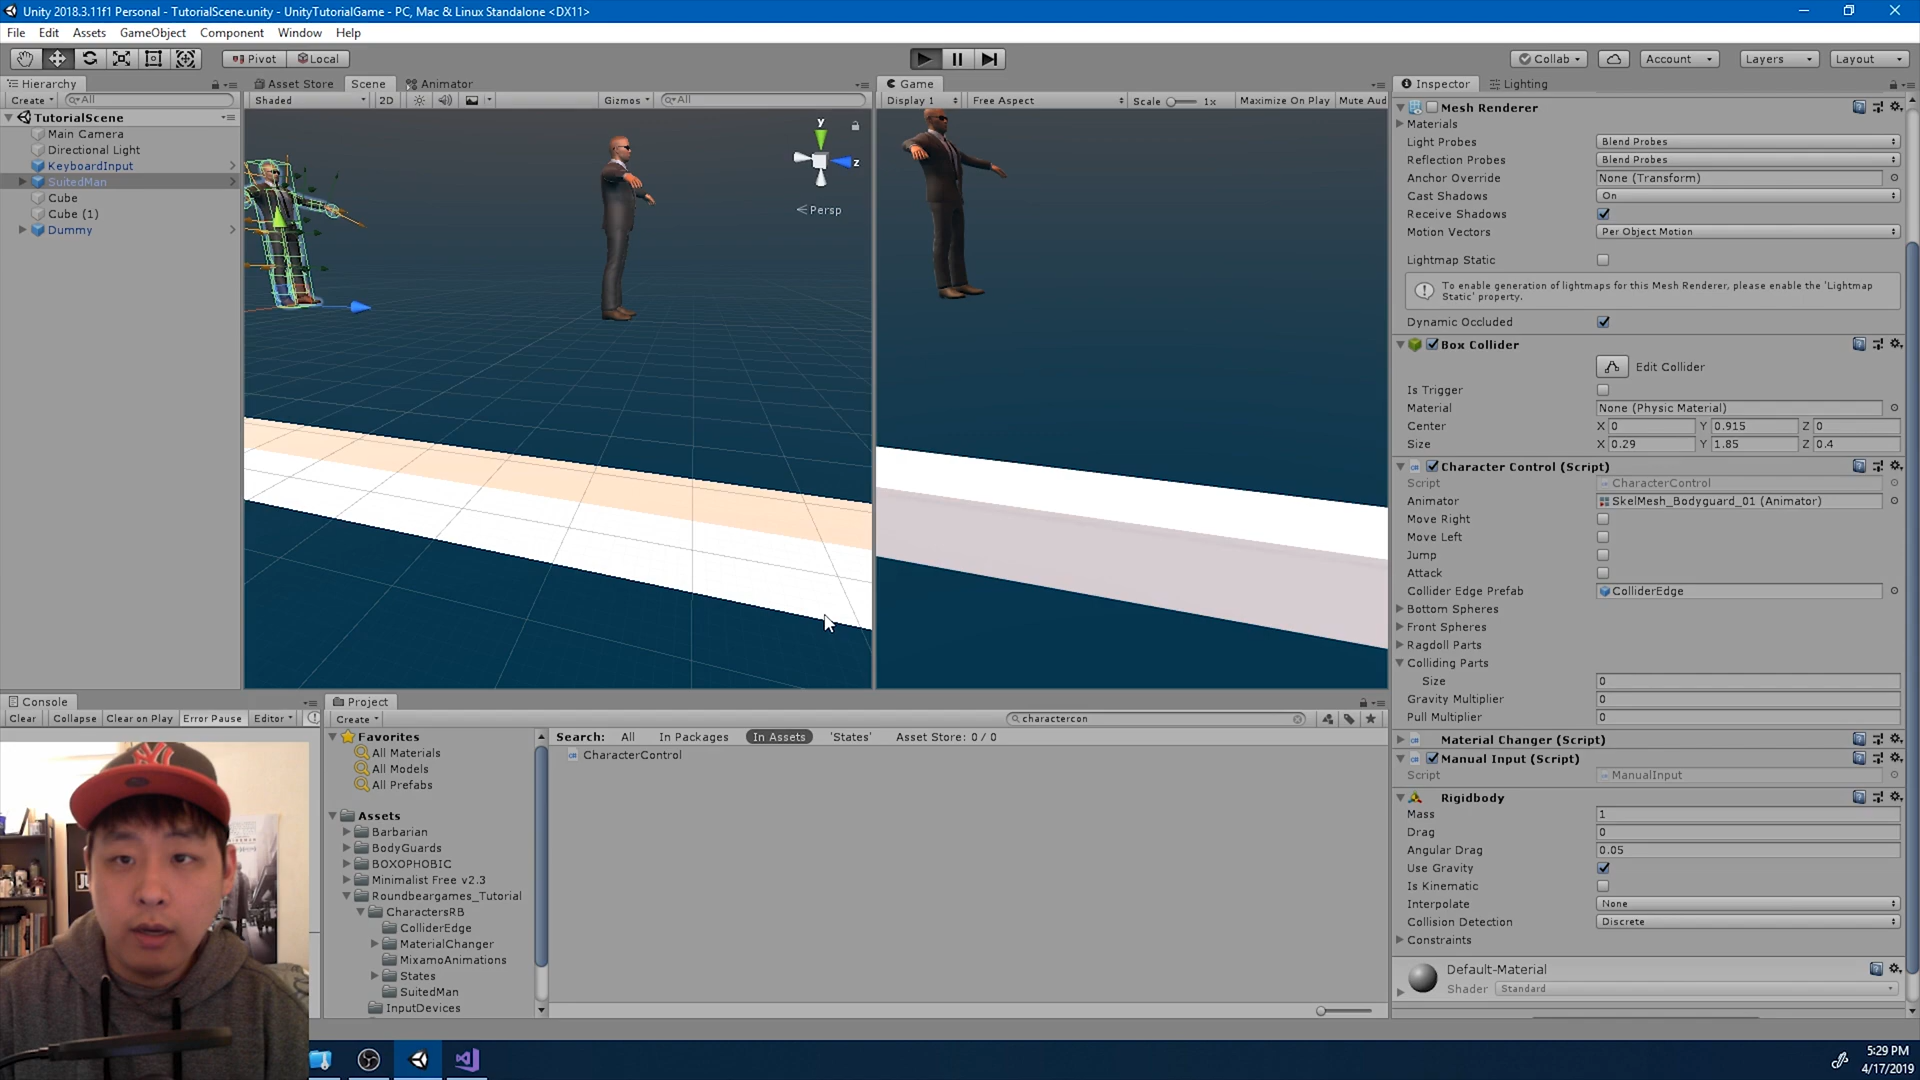 Unity 2018.3.11f1 Personal - TutorialScene.unity - UnityTutorialGame - PC, Mac & Linux Standalone <DX11>
File Edit Assets GameObject Component Window Help
Pivot Local Collab Account Layers Layout
Hierarchy Asset Store Scene Animator Game Inspector Lighting
Create All Shaded 2D Gizmos All Display 1 Free Aspect Scale 1x Maximize On Play Mute Aud
TutorialScene
Main Camera
Directional Light
KeyboardInput
SuitedMan
Cube
Cube (1)
Dummy
y
z
Persp
Mesh Renderer
Materials
Light Probes Blend Probes
Reflection Probes Blend Probes
Anchor Override None (Transform)
Cast Shadows On
Receive Shadows
Motion Vectors Per Object Motion
Lightmap Static
To enable generation of lightmaps for this Mesh Renderer, please enable the 'Lightmap
Static' property.
Dynamic Occluded
Box Collider
Edit Collider
Is Trigger
Material None (Physic Material)
Center X 0 Y 0.915 Z 0
Size X 0.29 Y 1.85 Z 0.4
Character Control (Script)
Script CharacterControl
Animator SkelMesh_Bodyguard_01 (Animator)
Move Right
Move Left
Jump
Attack
Collider Edge Prefab ColliderEdge
Bottom Spheres
Front Spheres
Ragdoll Parts
Colliding Parts
Size 0
Gravity Multiplier 0
Pull Multiplier 0
Material Changer (Script)
Manual Input (Script)
Script ManualInput
Rigidbody
Mass 1
Drag 0
Angular Drag 0.05
Use Gravity
Is Kinematic
Interpolate None
Collision Detection Discrete
Constraints
Default-Material
Shader Standard
Console Project
Clear Collapse Clear on Play Error Pause Editor Create charactercon
Favorites
All Materials
All Models
All Prefabs
Assets
Barbarian
BodyGuards
BOXOPHOBIC
Minimalist Free v2.3
Roundbeargames_Tutorial
CharactersRB
ColliderEdge
MaterialChanger
MixamoAnimations
States
SuitedMan
InputDevices
Search: All In Packages In Assets 'States' Asset Store: 0 / 0
CharacterControl
5:29 PM
4/17/2019